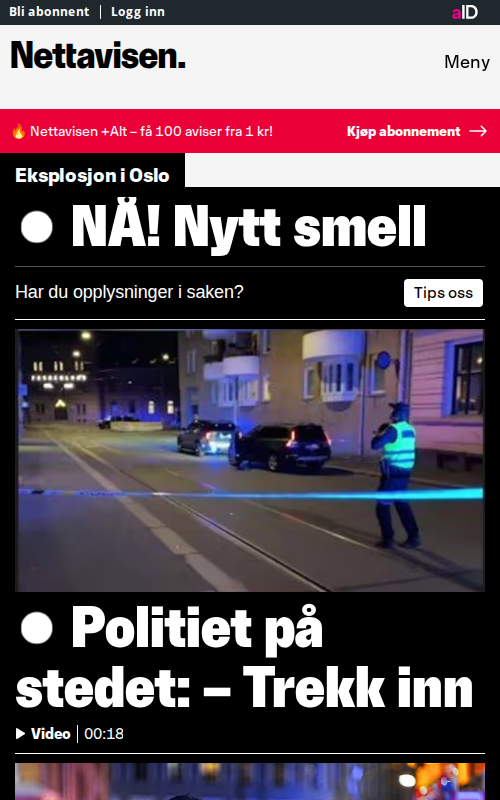 Bli abonnent | Logg inn
aID
Nettavisen.
Meny
🔥 Nettavisen +Alt – få 100 aviser fra 1 kr!
Kjøp abonnement →
Eksplosjon i Oslo
NÅ! Nytt smell
Har du opplysninger i saken?
Tips oss
Politiet på
stedet: – Trekk inn
Video | 00:18